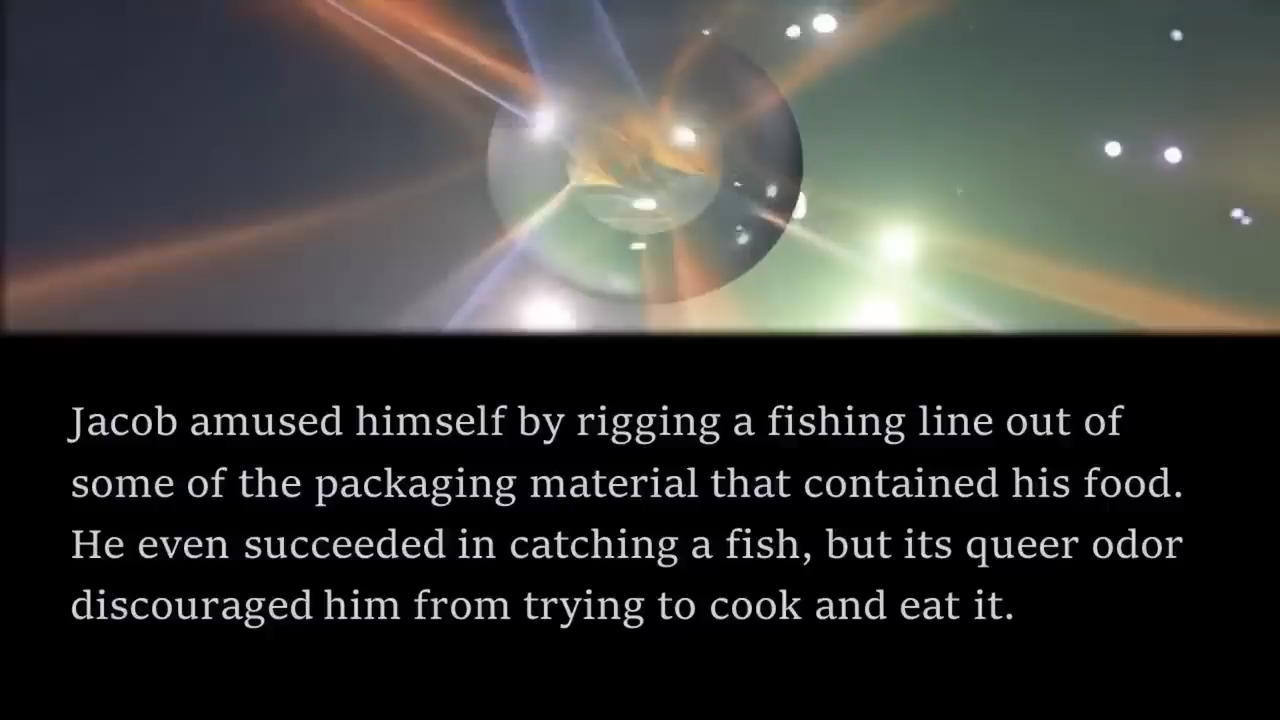 Jacob amused himself by rigging a fishing line out of
some of the packaging material that contained his food.
He even succeeded in catching a fish, but its queer odor
discouraged him from trying to cook and eat it.